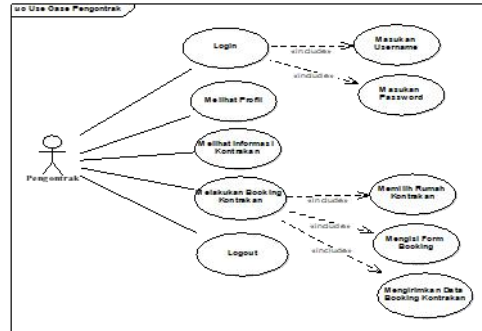 uc Use Case Pengontrak
Login
«include»
Masukan
Username
«include»
Masukan
Password
Melihat Profil
Melihat Informasi
Kontrakan
Pengontrak
Melakukan Booking
Kontrakan
«include»
Memilih Rumah
Kontrakan
«include»
Mengisi Form
Booking
«include»
Logout
Mengirimkan Data
Booking Kontrakan